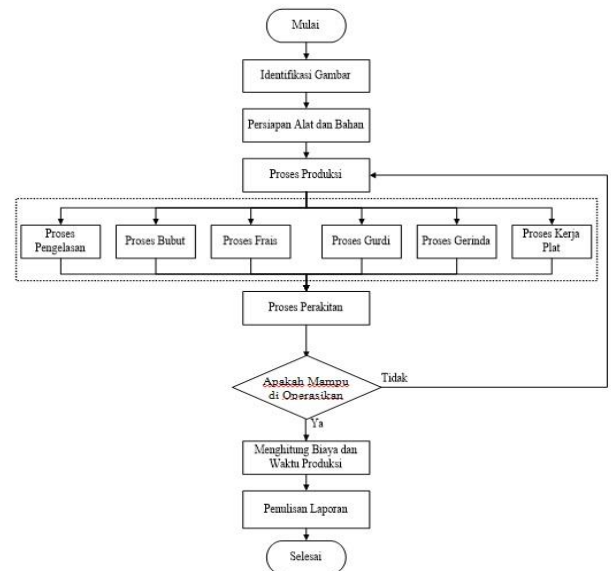 Mulai
Identifikasi Gambar
Persiapan Alat dan Bahan
Proses Produksi
Proses
Pengelasan
Proses Bubut
Proses Frais
Proses Gurdi
Proses Gerinda
Proses Kerja
Plat
Proses Perakitan
Apakah Mampu
di Operasikan
Tidak
Ya
Menghitung Biaya dan
Waktu Produksi
Penulisan Laporan
Selesai